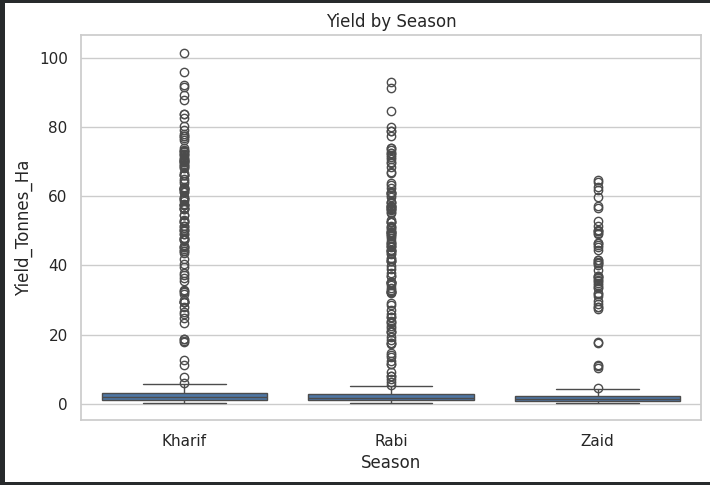 Yield by Season
Yield_Tonnes_Ha
100
80
60
40
20
0
Kharif Rabi Zaid
Season